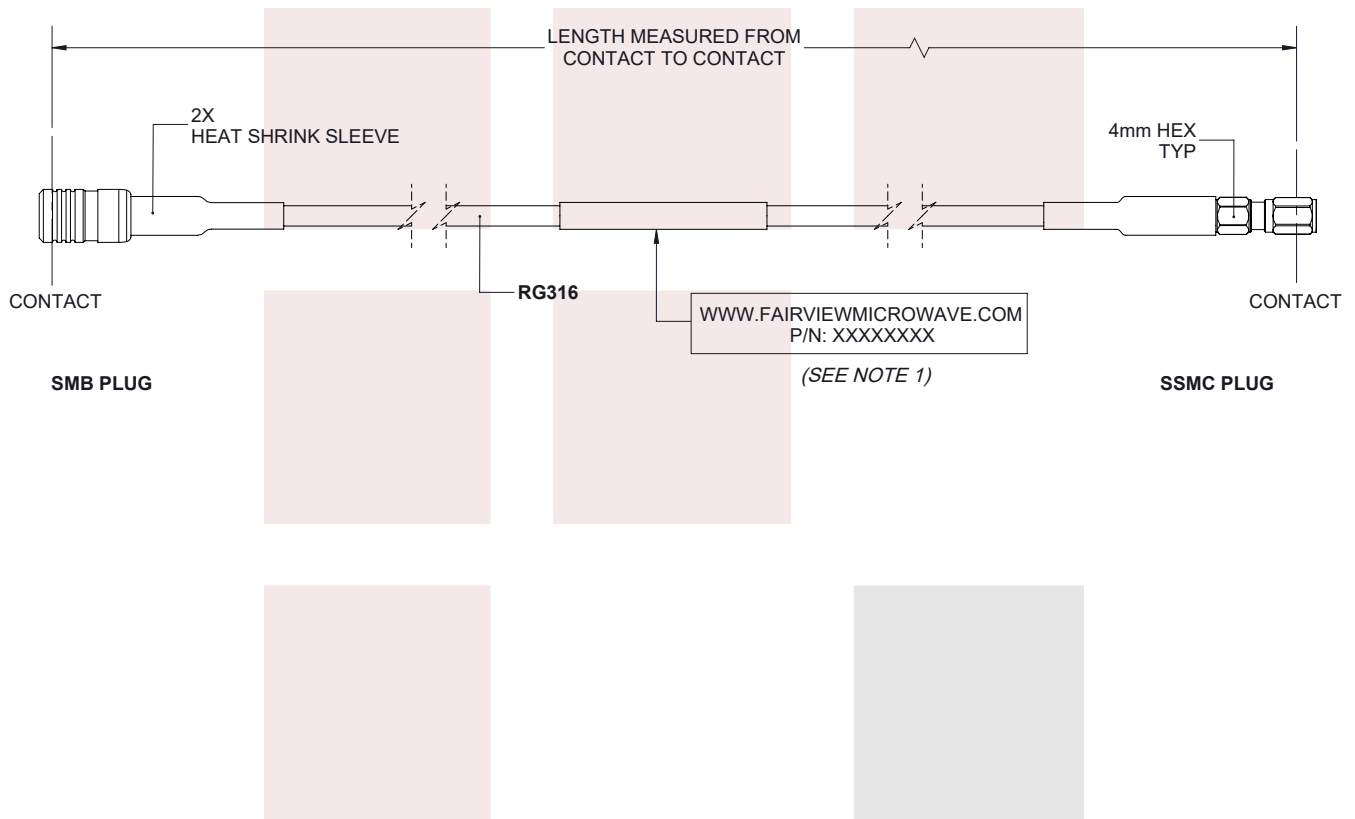 LENGTH MEASURED FROM
CONTACT TO CONTACT
2X
HEAT SHRINK SLEEVE
4mm HEX
TYP
CONTACT
RG316
WWW.FAIRVIEWMICROWAVE.COM
P/N: XXXXXXXX
(SEE NOTE 1)
CONTACT
SMB PLUG
SSMC PLUG